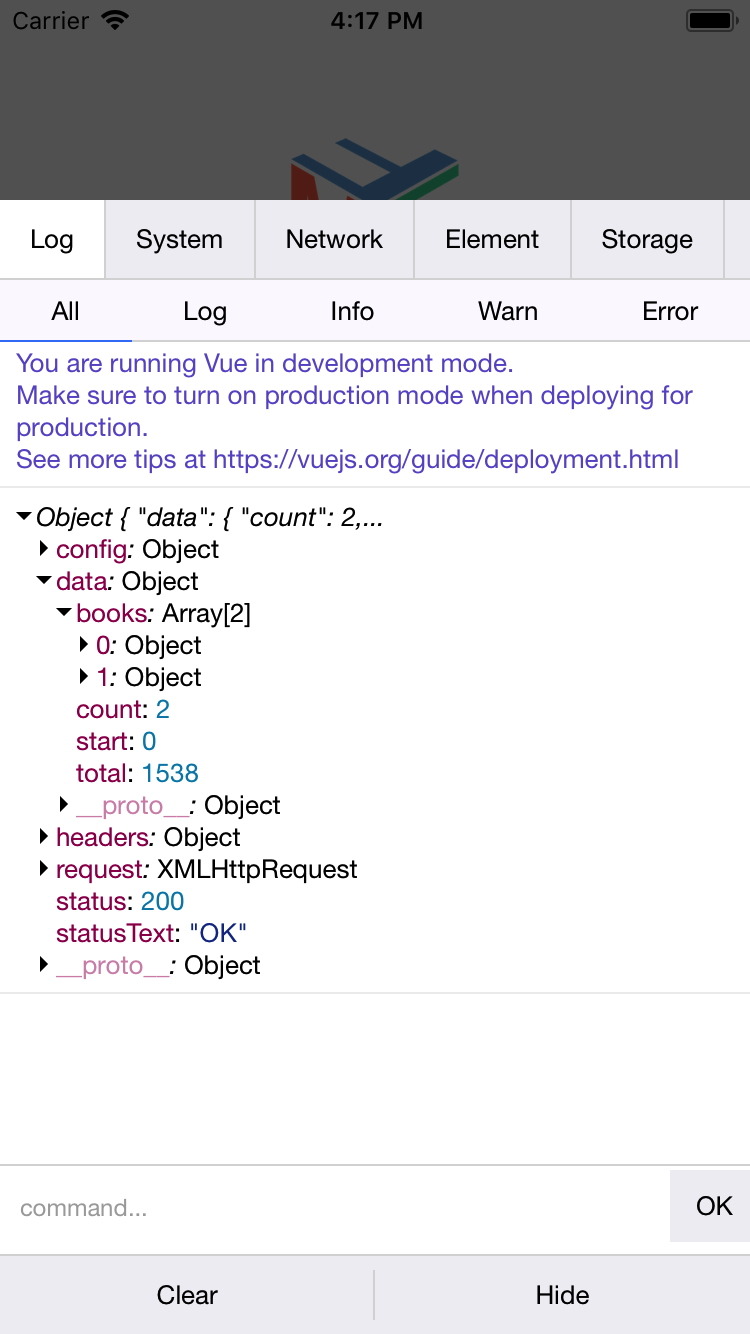 Carrier 4:17 PM
Log System Network Element Storage
All Log Info Warn Error
You are running Vue in development mode.
Make sure to turn on production mode when deploying for
production.
See more tips at https://vuejs.org/guide/deployment.html
Object { "data": { "count": 2,...
config: Object
data: Object
books: Array[2]
0: Object
1: Object
count: 2
start: 0
total: 1538
__proto__: Object
headers: Object
request: XMLHttpRequest
status: 200
statusText: "OK"
__proto__: Object
command... OK
Clear Hide